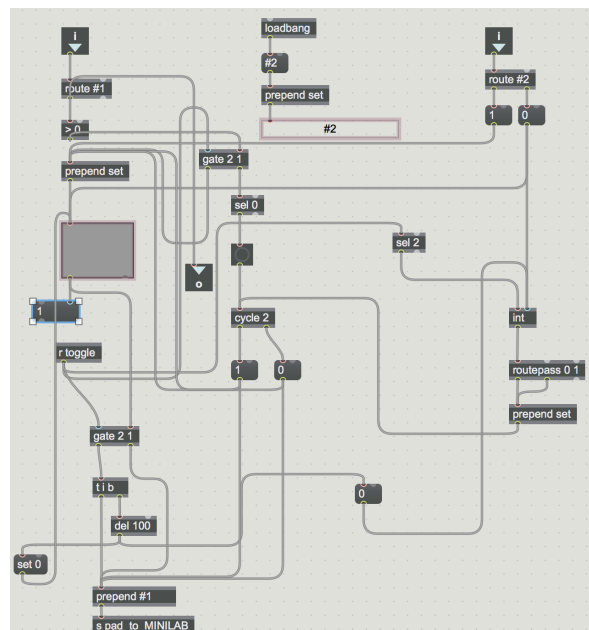 i
loadbang
i
#2
route #1
route #2
prepend set
1
0
> 0
#2
gate 2 1
prepend set
sel 0
sel 2
o
1
cycle 2
int
r toggle
1
0
routepass 0 1
prepend set
gate 2 1
t i b
0
del 100
set 0
prepend #1
s pad_to_MINILAB